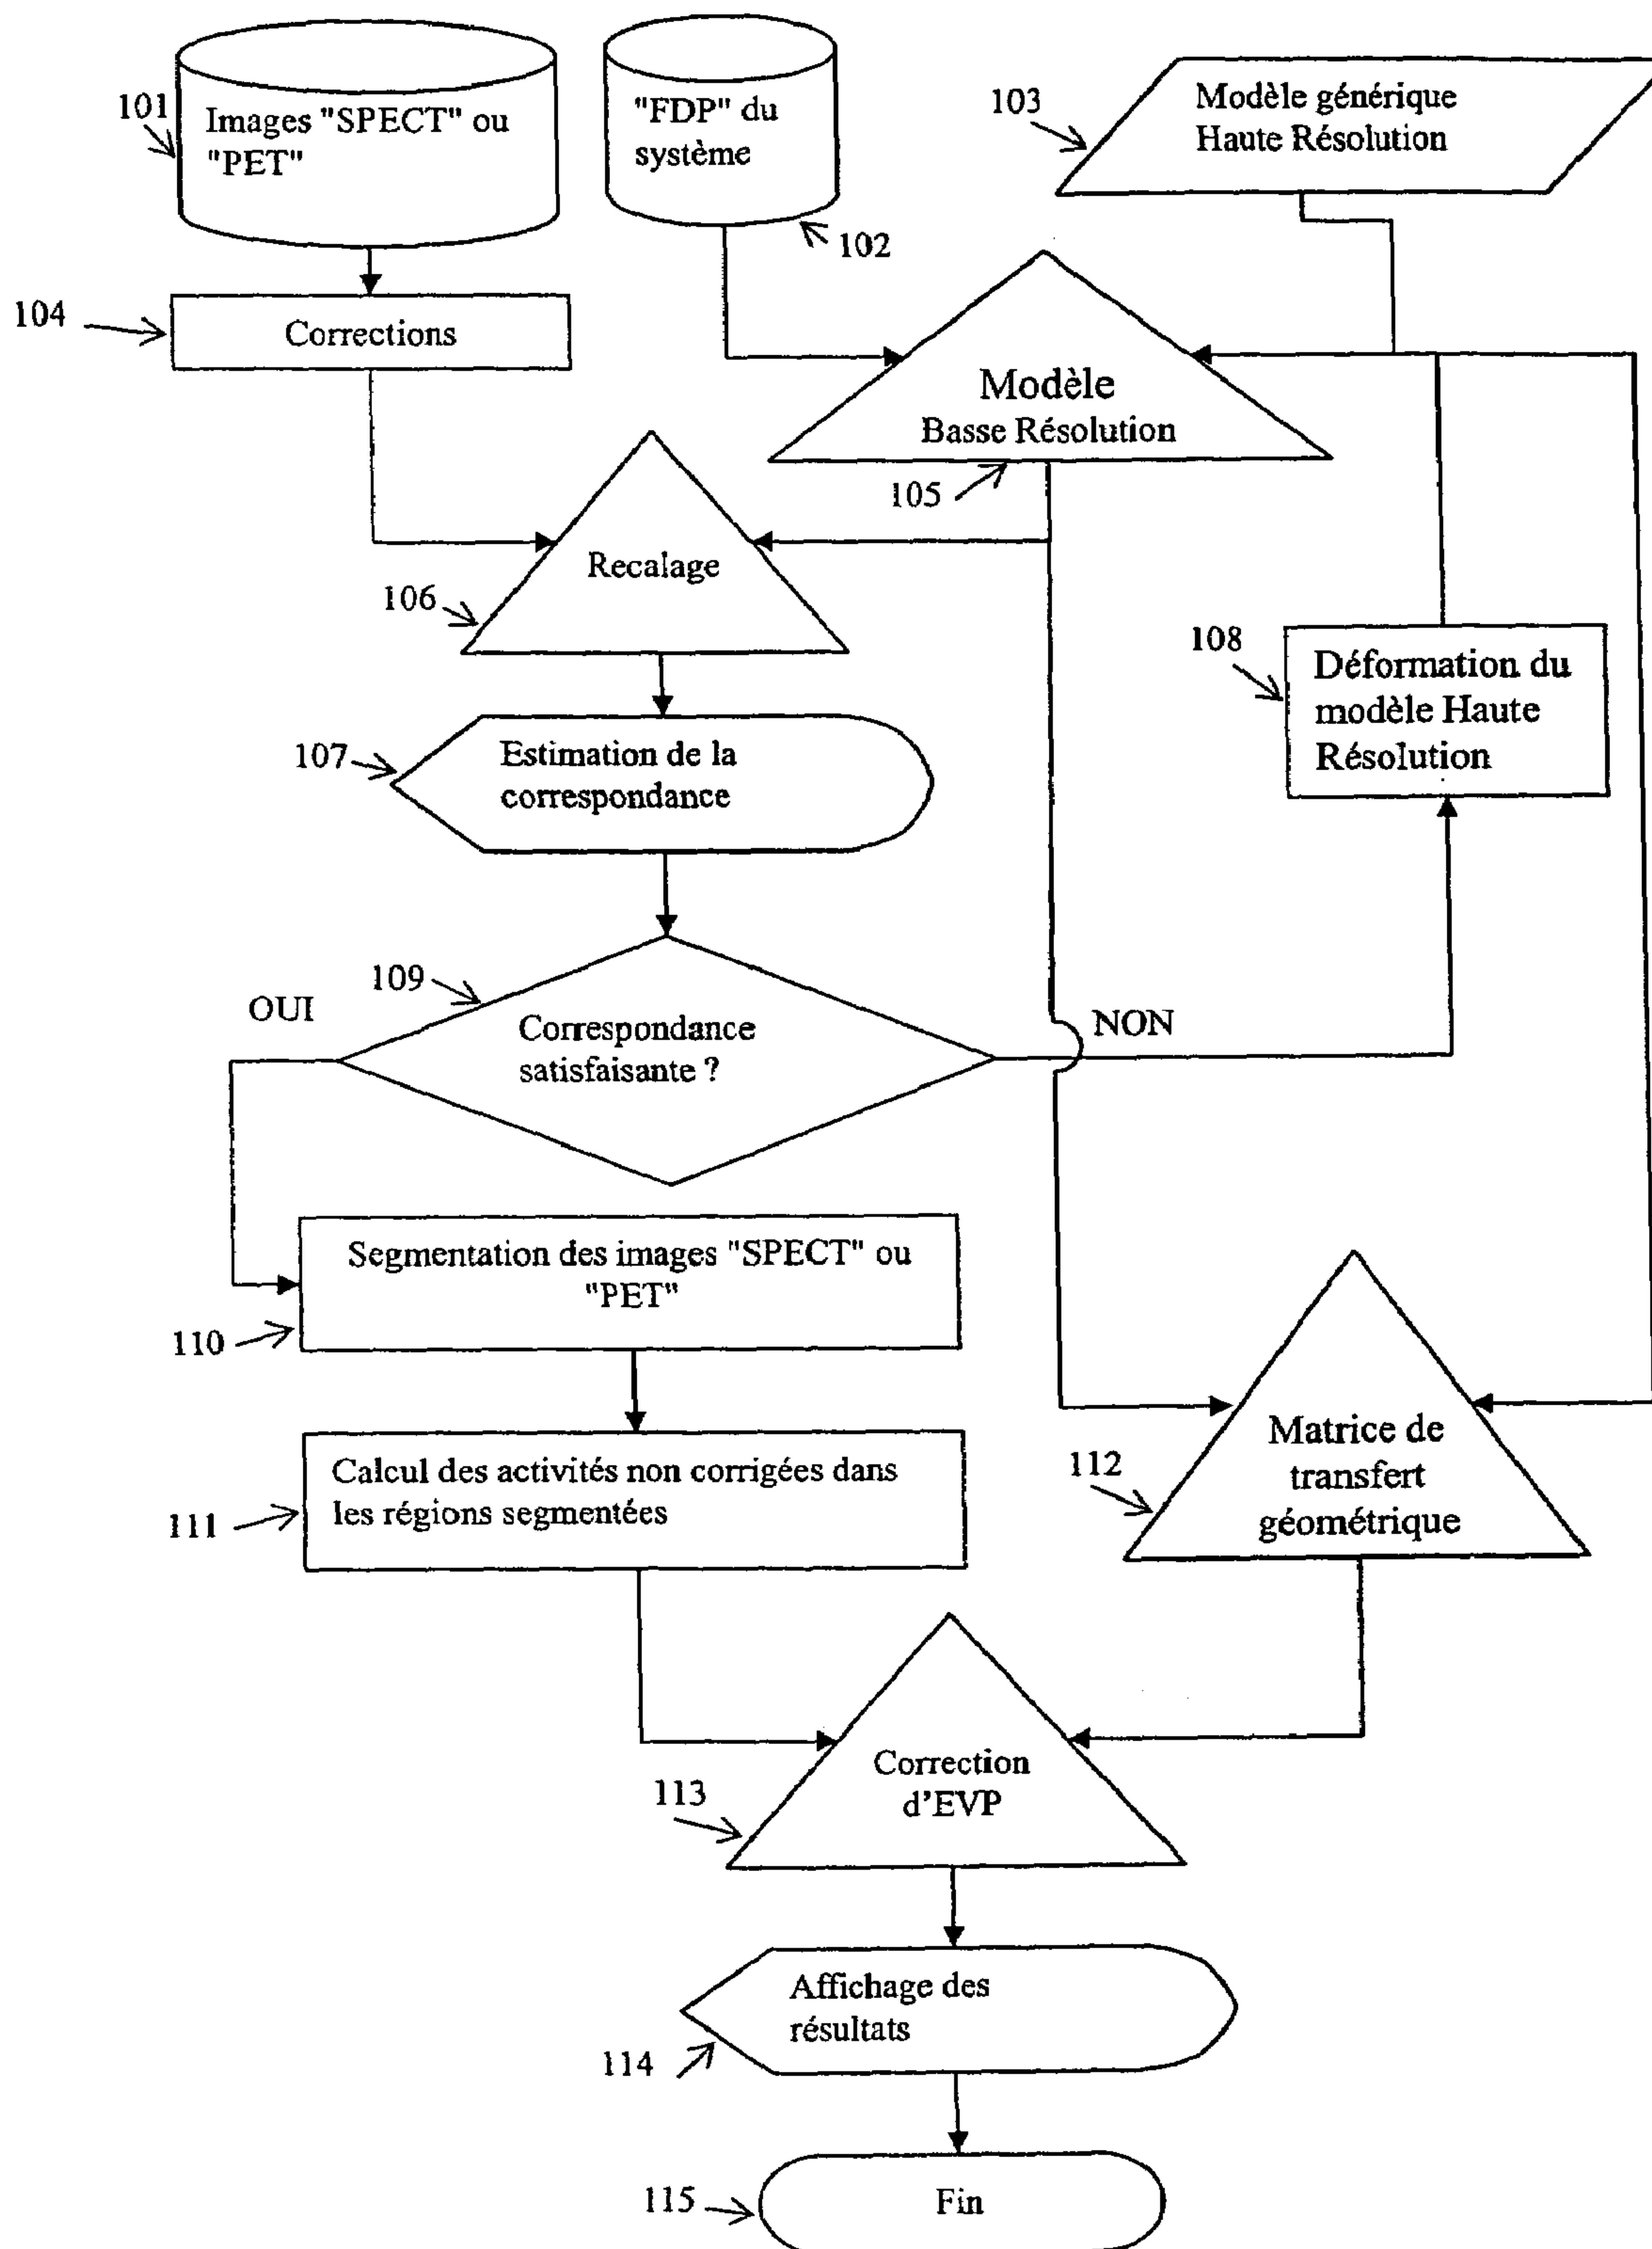 101
Images "SPECT" ou
"PET"
"FDP" du
système
102
103
Modèle générique
Haute Résolution
104
Corrections
Modèle
Basse Résolution
105
Recalage
106
107
Estimation de la
correspondance
108
Déformation du
modèle Haute
Résolution
109
OUI
Correspondance
satisfaisante ?
NON
Segmentation des images "SPECT" ou
"PET"
110
Calcul des activités non corrigées dans
les régions segmentées
111
112
Matrice de
transfert
géométrique
113
Correction
d'EVP
Affichage des
résultats
114
115
Fin